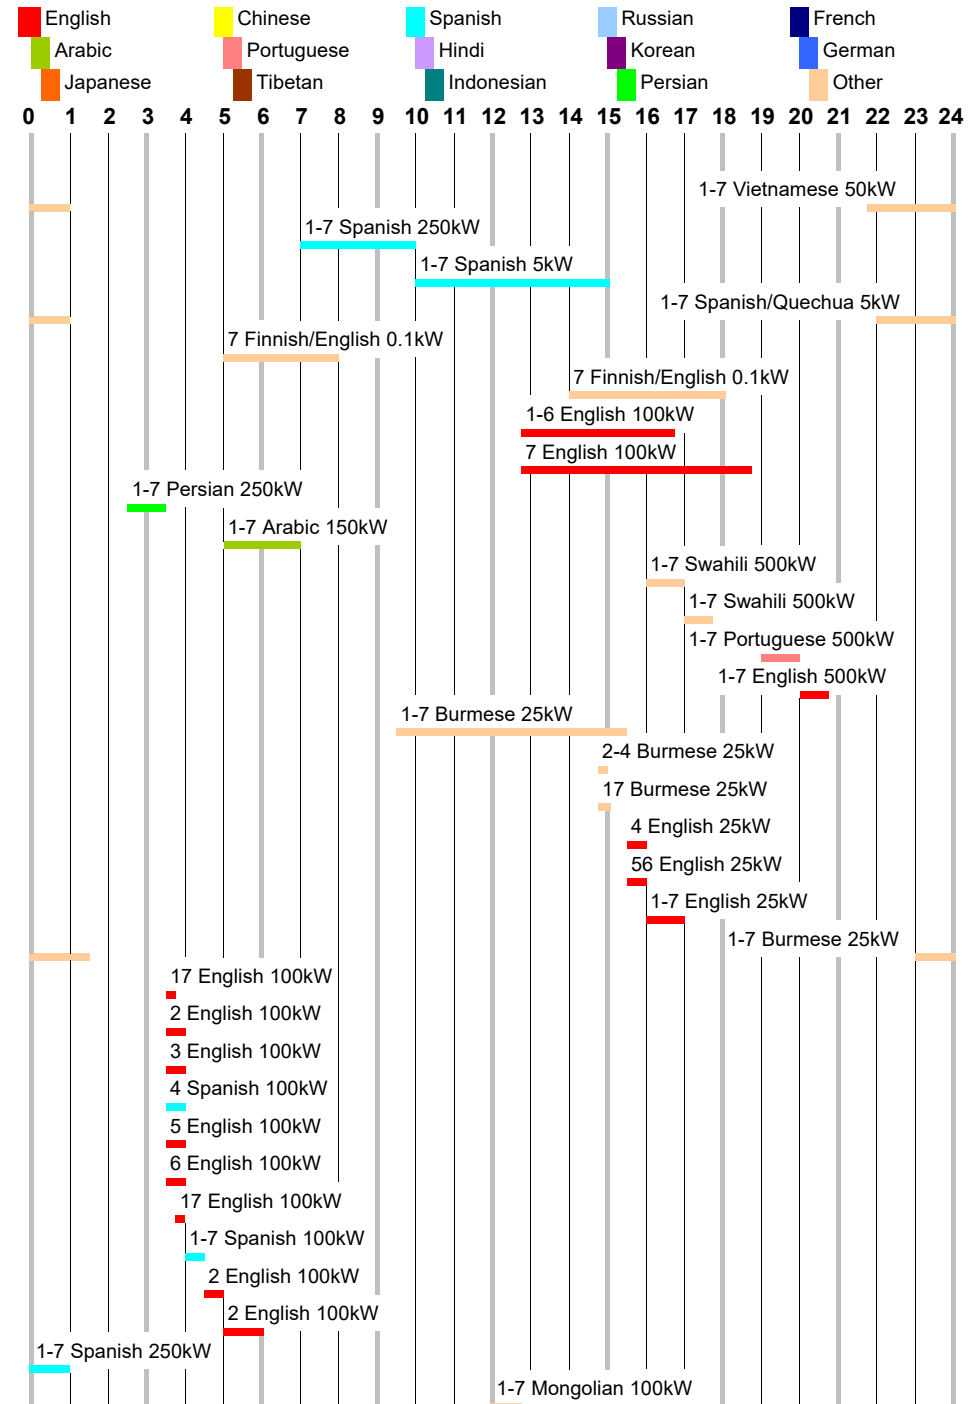 English Chinese Spanish Russian French
Arabic Portuguese Hindi Korean German
Japanese Tibetan Indonesian Persian Other
0 1 2 3 4 5 6 7 8 9 10 11 12 13 14 15 16 17 18 19 20 21 22 23 24
1-7 Vietnamese 50kW
1-7 Spanish 250kW
1-7 Spanish 5kW
1-7 Spanish/Quechua 5kW
7 Finnish/English 0.1kW
7 Finnish/English 0.1kW
1-6 English 100kW
7 English 100kW
1-7 Persian 250kW
1-7 Arabic 150kW
1-7 Swahili 500kW
1-7 Swahili 500kW
1-7 Portuguese 500kW
1-7 English 500kW
1-7 Burmese 25kW
2-4 Burmese 25kW
17 Burmese 25kW
4 English 25kW
56 English 25kW
1-7 English 25kW
1-7 Burmese 25kW
17 English 100kW
2 English 100kW
3 English 100kW
4 Spanish 100kW
5 English 100kW
6 English 100kW
17 English 100kW
1-7 Spanish 100kW
2 English 100kW
2 English 100kW
1-7 Spanish 250kW
1-7 Mongolian 100kW